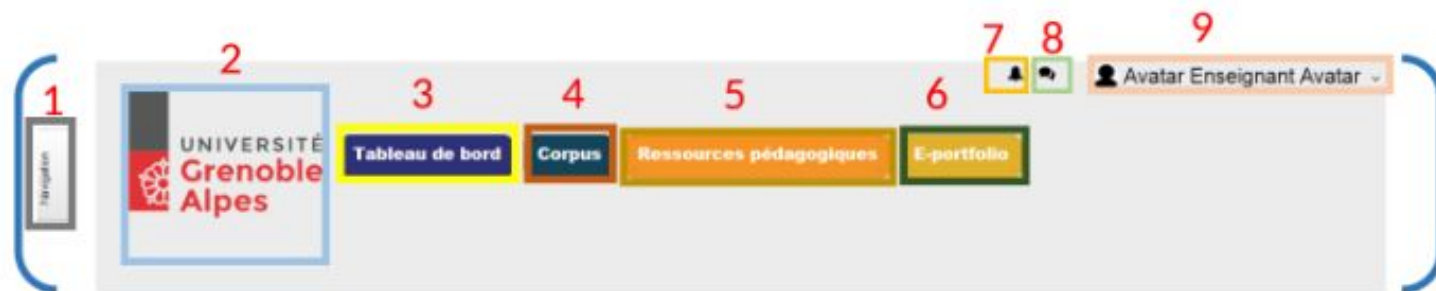 1
Navigation
2
UNIVERSITÉ
Grenoble
Alpes
3
Tableau de bord
4
Corpus
5
Ressources pédagogiques
6
E-portfolio
7
8
9
Avatar Enseignant Avatar